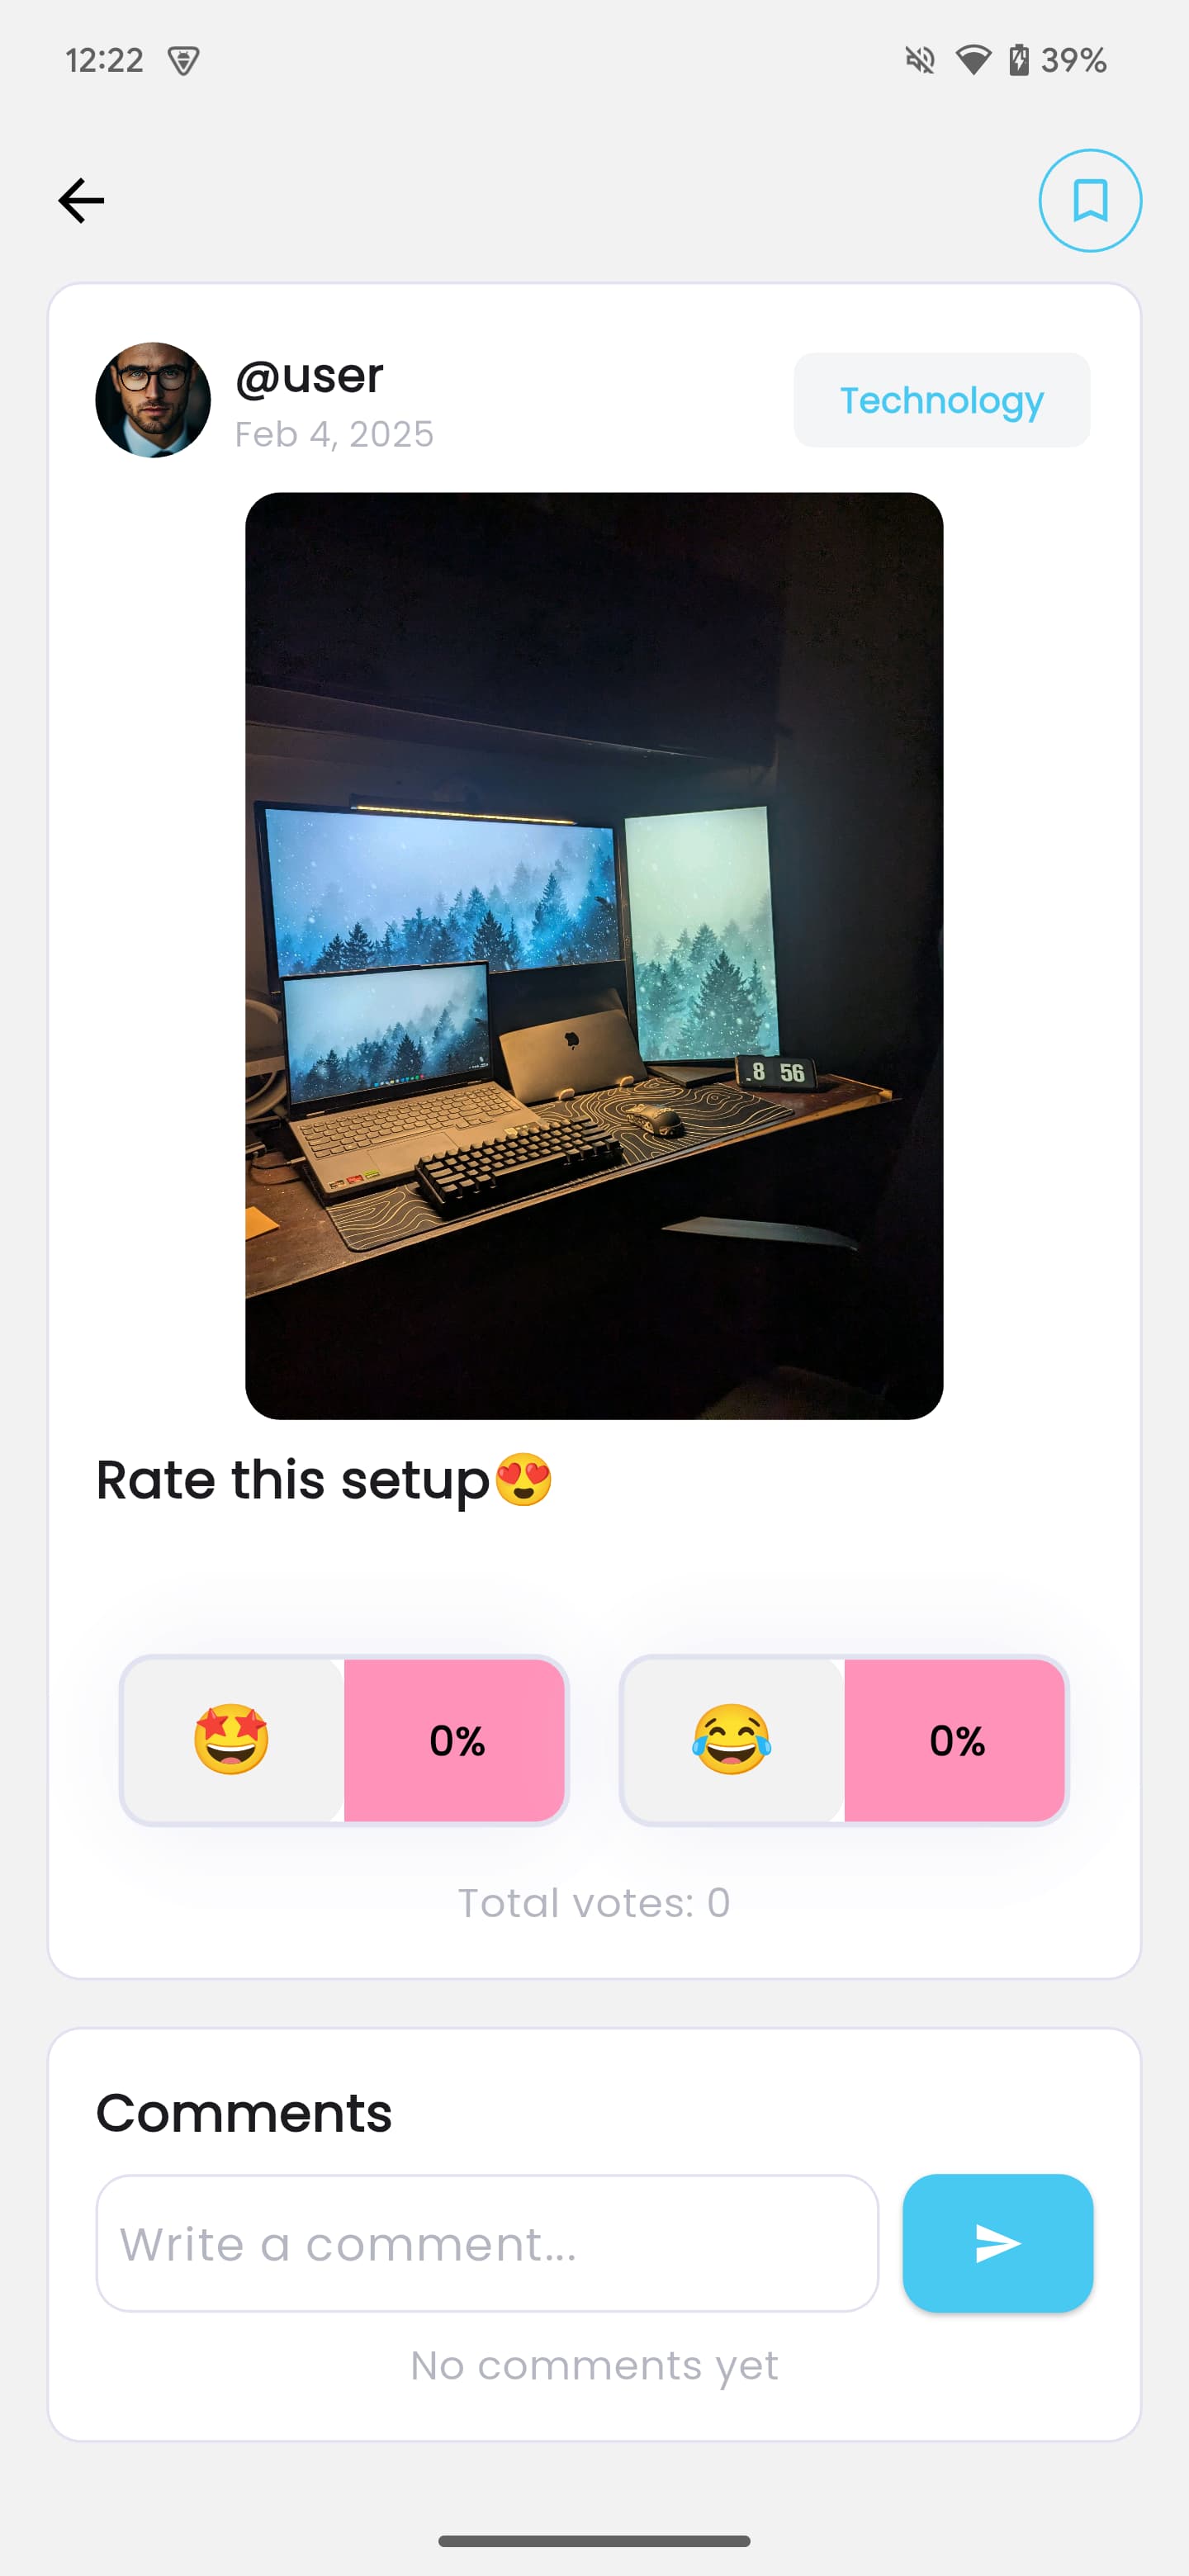 12:22
39%
@user
Feb 4, 2025
Technology
8 56
Rate this setup😍
🤩 0% 😂 0%
Total votes: 0
Comments
Write a comment...
No comments yet